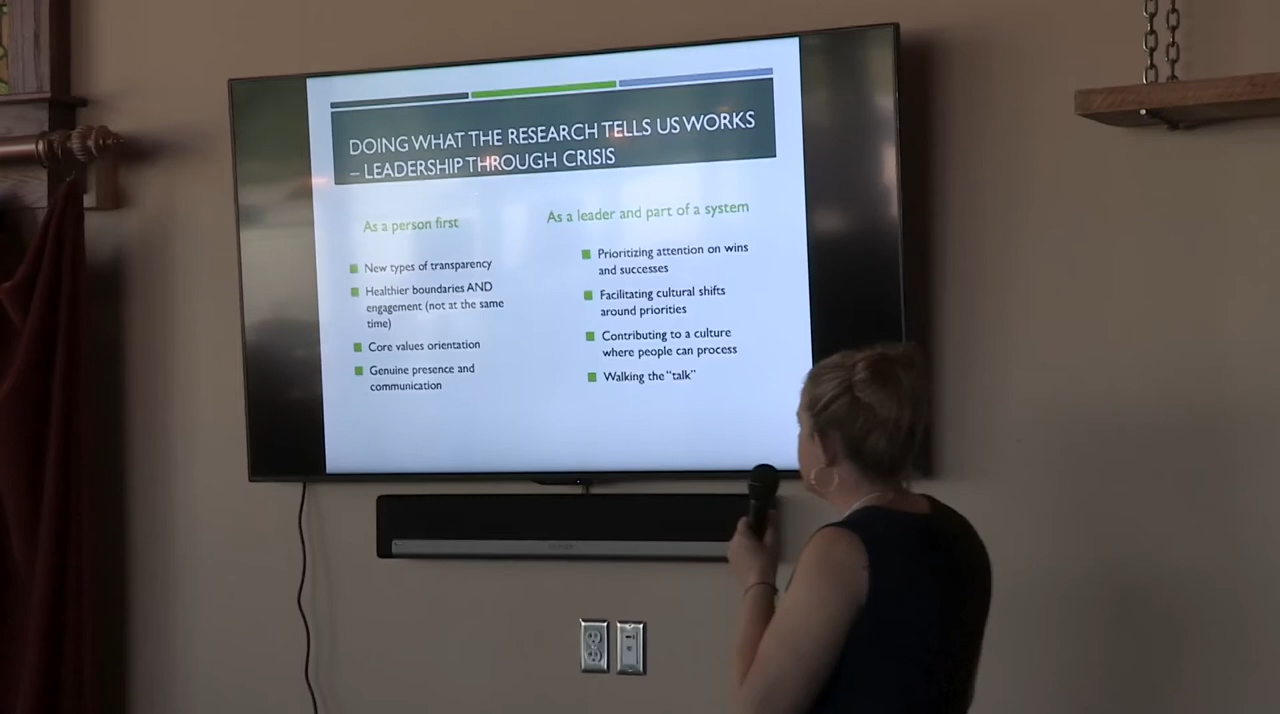 DOING WHAT THE RESEARCH TELLS US WORKS
– LEADERSHIP THROUGH CRISIS
As a person first
New types of transparency
Healthier boundaries AND
engagement (not at the same
time)
Core values orientation
Genuine presence and
communication
As a leader and part of a system
Prioritizing attention on wins
and successes
Facilitating cultural shifts
around priorities
Contributing to a culture
where people can process
Walking the "talk"